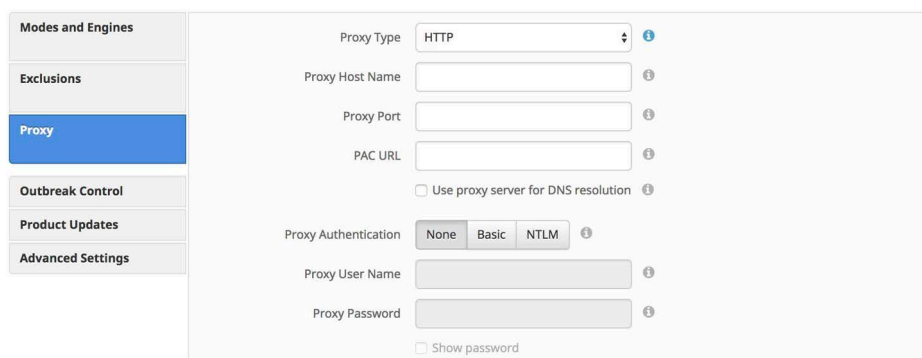 Modes and Engines
Exclusions
Proxy
Outbreak Control
Product Updates
Advanced Settings
Proxy Type HTTP
Proxy Host Name
Proxy Port
PAC URL
Use proxy server for DNS resolution
Proxy Authentication None Basic NTLM
Proxy User Name
Proxy Password
Show password